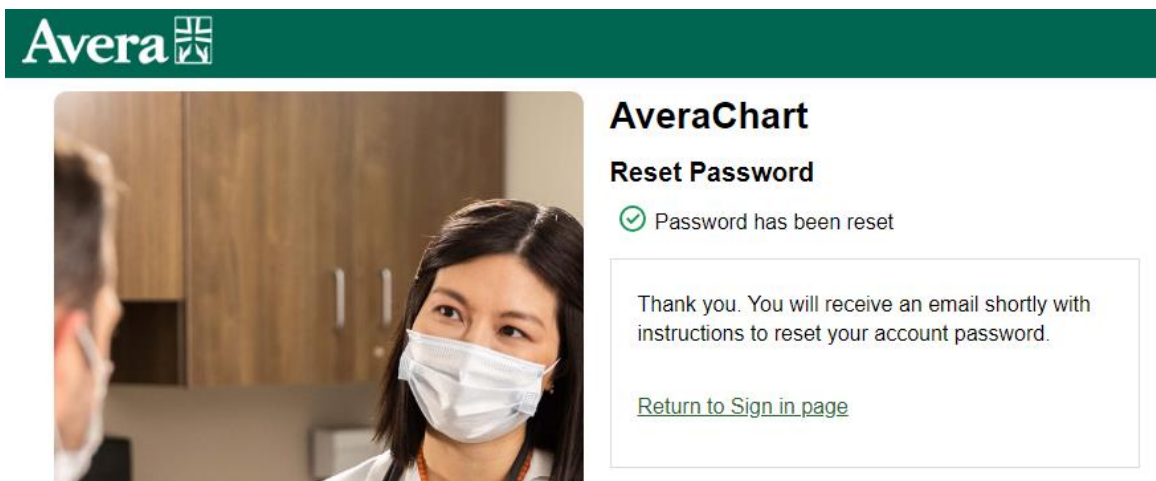 Avera
AveraChart
Reset Password
Password has been reset
Thank you. You will receive an email shortly with
instructions to reset your account password.
Return to Sign in page